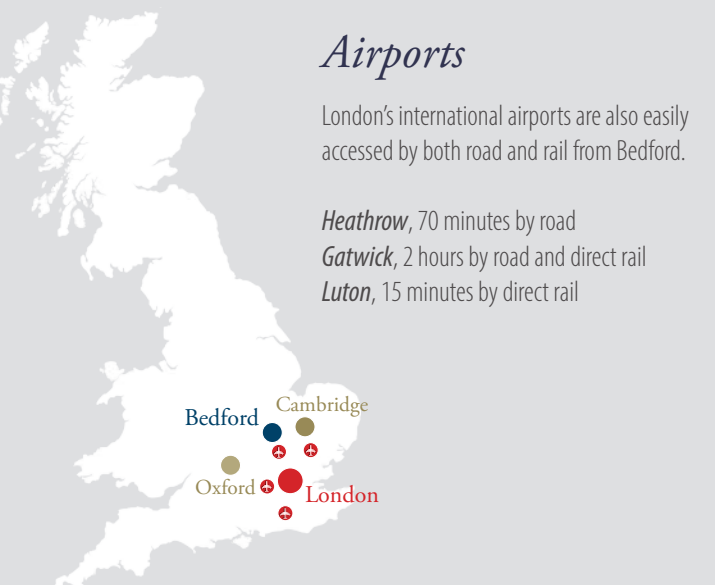 Airports
London’s international airports are also easily
accessed by both road and rail from Bedford.
Heathrow, 70 minutes by road
Gatwick, 2 hours by road and direct rail
Luton, 15 minutes by direct rail
Cambridge
Bedford
Oxford
London